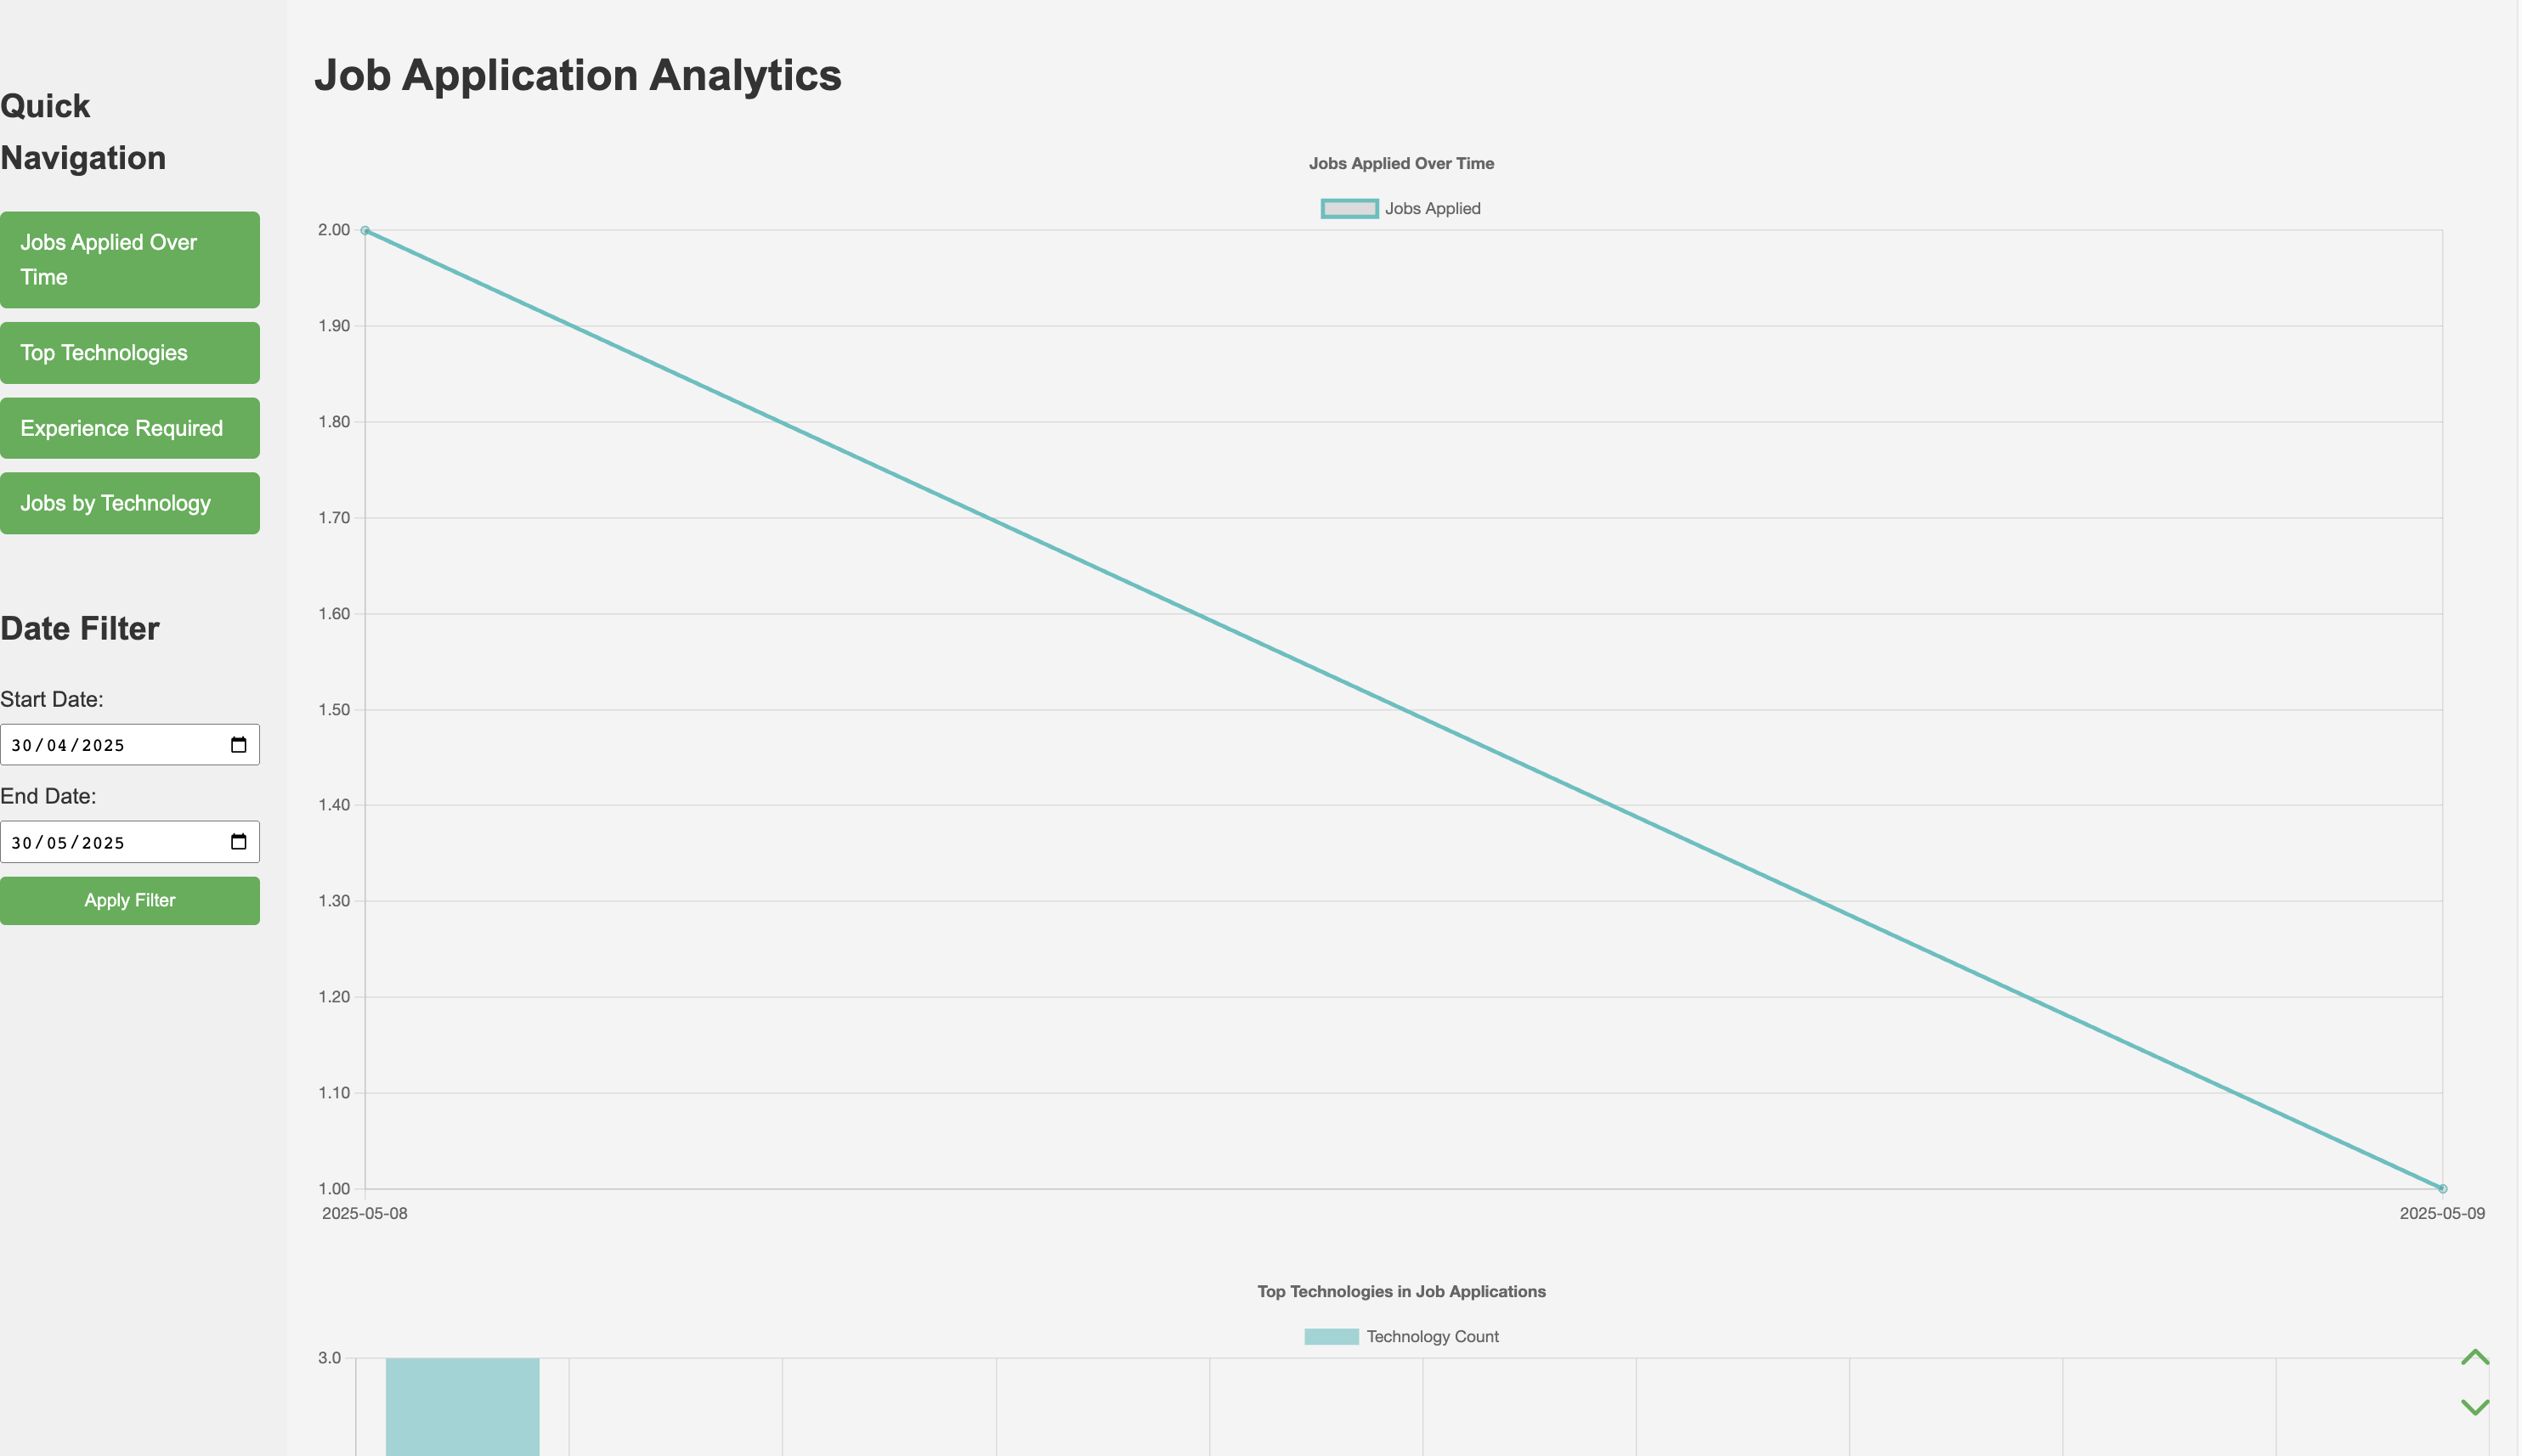 Quick
Navigation
Jobs Applied Over
Time
Top Technologies
Experience Required
Jobs by Technology
Date Filter
Start Date:
30/04/2025
End Date:
30/05/2025
Apply Filter
Job Application Analytics
Jobs Applied Over Time
Jobs Applied
2.00
1.90
1.80
1.70
1.60
1.50
1.40
1.30
1.20
1.10
1.00
2025-05-08
2025-05-09
Top Technologies in Job Applications
Technology Count
3.0